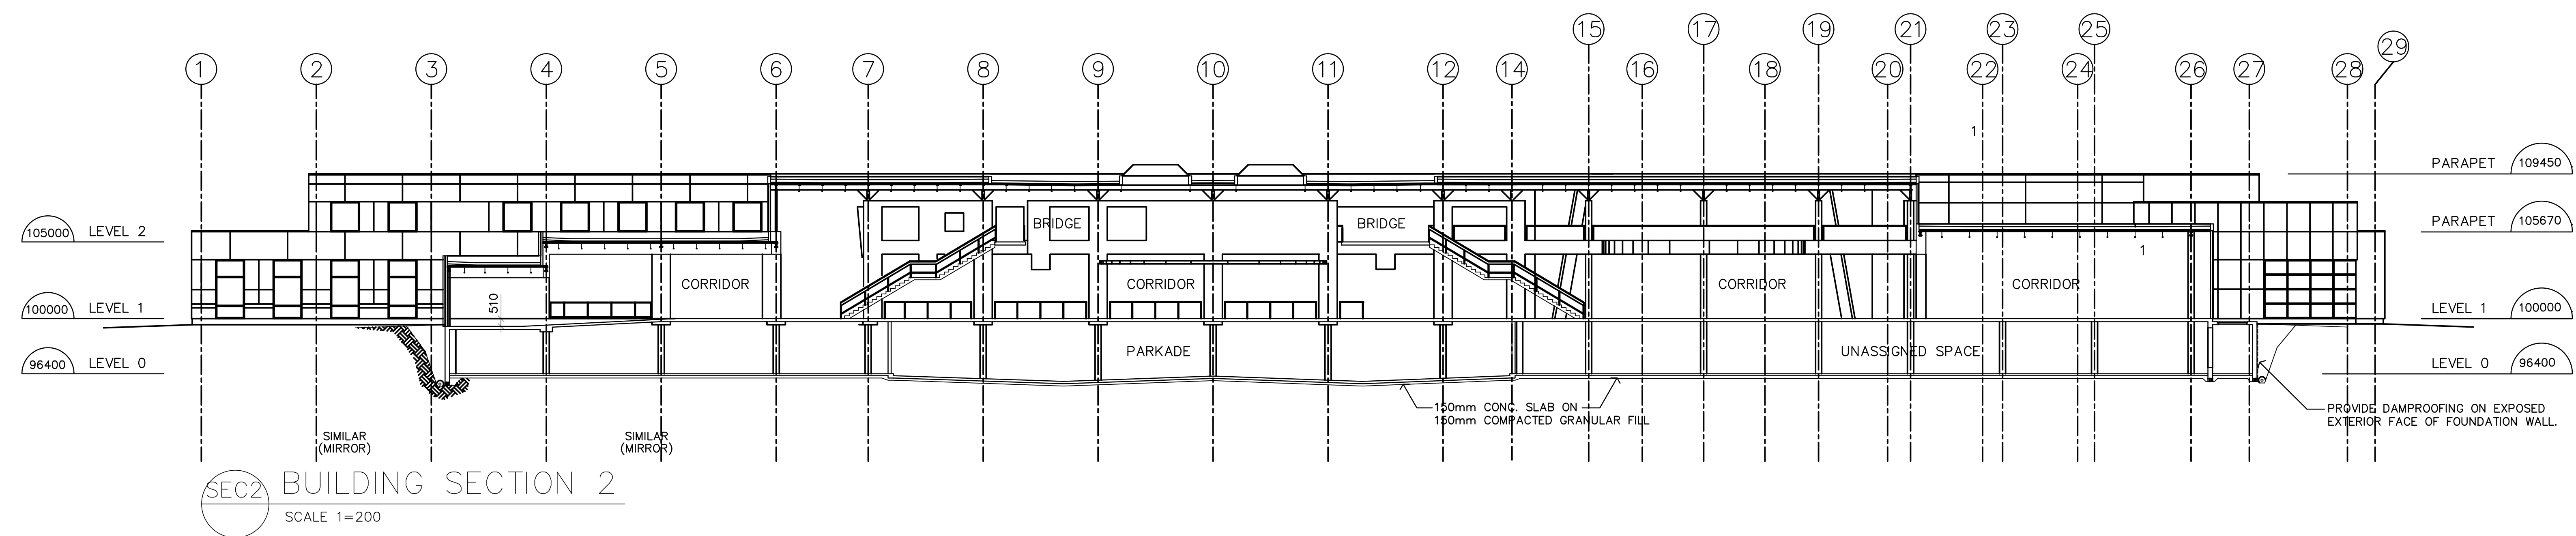 15 17 19 21 23 25 29
1 2 3 4 5 6 7 8 9 10 11 12 14 16 18 20 22 24 26 27 28
1
PARAPET 109450
105000 LEVEL 2
BRIDGE BRIDGE
PARAPET 105670
1
CORRIDOR CORRIDOR CORRIDOR CORRIDOR
510
100000 LEVEL 1
LEVEL 1 100000
PARKADE UNASSIGNED SPACE
96400 LEVEL 0
LEVEL 0 96400
150mm CONC. SLAB ON
150mm COMPACTED GRANULAR FILL
PROVIDE DAMPROOFING ON EXPOSED
EXTERIOR FACE OF FOUNDATION WALL.
SIMILAR
(MIRROR)
SIMILAR
(MIRROR)
SEC2 BUILDING SECTION 2
SCALE 1=200